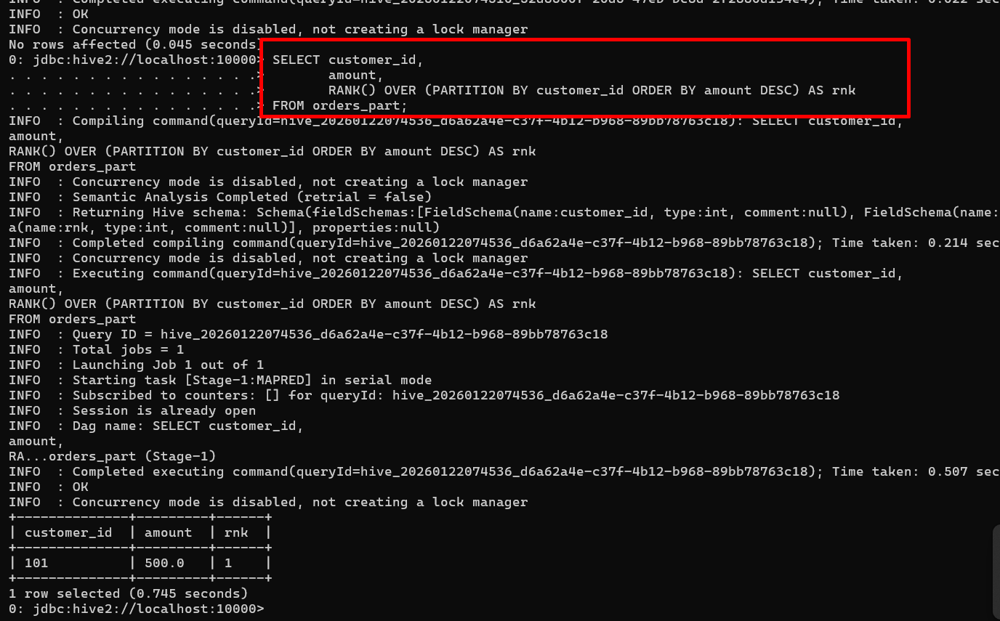 INFO  : Completed executing command(queryId=hive_20260122074510_
INFO  : OK
INFO  : Concurrency mode is disabled, not creating a lock manager
No rows affected (0.045 seconds)
0: jdbc:hive2://localhost:10000> SELECT customer_id,
. . . . . . . . . . . . . . . .>        amount,
. . . . . . . . . . . . . . . .>        RANK() OVER (PARTITION BY customer_id ORDER BY amount DESC) AS rnk
. . . . . . . . . . . . . . . .> FROM orders_part;
INFO  : Compiling command(queryId=hive_20260122074536_d6a62a4e-c37f-4b12-b968-89bb78763c18): SELECT customer_id,
amount,
RANK() OVER (PARTITION BY customer_id ORDER BY amount DESC) AS rnk
FROM orders_part
INFO  : Concurrency mode is disabled, not creating a lock manager
INFO  : Semantic Analysis Completed (retrial = false)
INFO  : Returning Hive schema: Schema(fieldSchemas:[FieldSchema(name:customer_id, type:int, comment:null), FieldSchema(name:
a(name:rnk, type:int, comment:null)], properties:null)
INFO  : Completed compiling command(queryId=hive_20260122074536_d6a62a4e-c37f-4b12-b968-89bb78763c18); Time taken: 0.214 sec
INFO  : Concurrency mode is disabled, not creating a lock manager
INFO  : Executing command(queryId=hive_20260122074536_d6a62a4e-c37f-4b12-b968-89bb78763c18): SELECT customer_id,
amount,
RANK() OVER (PARTITION BY customer_id ORDER BY amount DESC) AS rnk
FROM orders_part
INFO  : Query ID = hive_20260122074536_d6a62a4e-c37f-4b12-b968-89bb78763c18
INFO  : Total jobs = 1
INFO  : Launching Job 1 out of 1
INFO  : Starting task [Stage-1:MAPRED] in serial mode
INFO  : Subscribed to counters: [] for queryId: hive_20260122074536_d6a62a4e-c37f-4b12-b968-89bb78763c18
INFO  : Session is already open
INFO  : Dag name: SELECT customer_id,
amount,
RA...orders_part (Stage-1)
INFO  : Completed executing command(queryId=hive_20260122074536_d6a62a4e-c37f-4b12-b968-89bb78763c18); Time taken: 0.507 sec
INFO  : OK
INFO  : Concurrency mode is disabled, not creating a lock manager
+--------------+---------+------+
| customer_id  | amount  | rnk  |
+--------------+---------+------+
| 101          | 500.0   | 1    |
+--------------+---------+------+
1 row selected (0.745 seconds)
0: jdbc:hive2://localhost:10000>